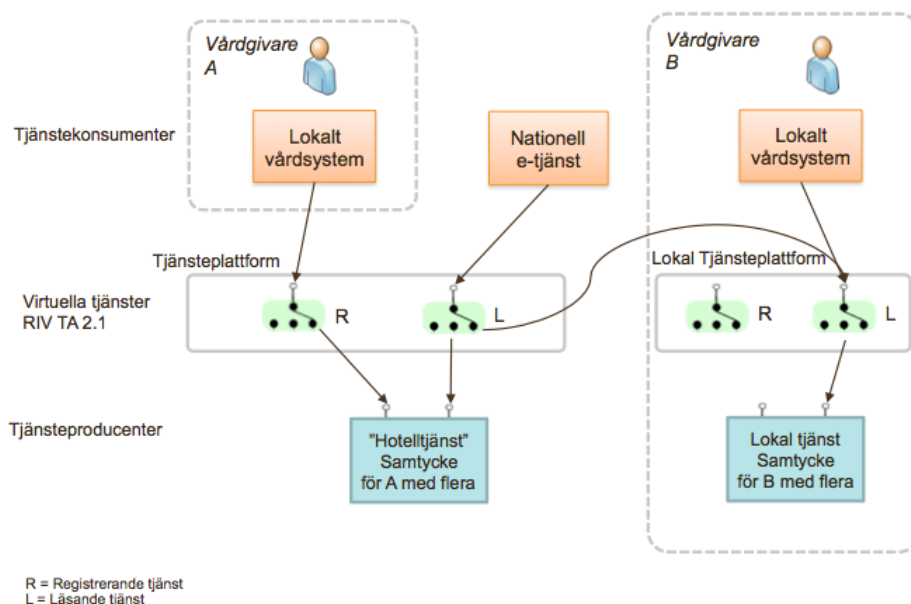 Vårdgivare
A
Vårdgivare
B
Tjänstekonsumenter
Lokalt
vårdsystem
Nationell
e-tjänst
Lokalt
vårdsystem
Tjänsteplattform
Lokal Tjänsteplattform
Virtuella tjänster
RIV TA 2.1
R
L
R
L
Tjänsteproducenter
"Hotelltjänst"
Samtycke
för A med flera
Lokal tjänst
Samtycke
för B med flera
R = Registrerande tjänst
L = Läsande tjänst